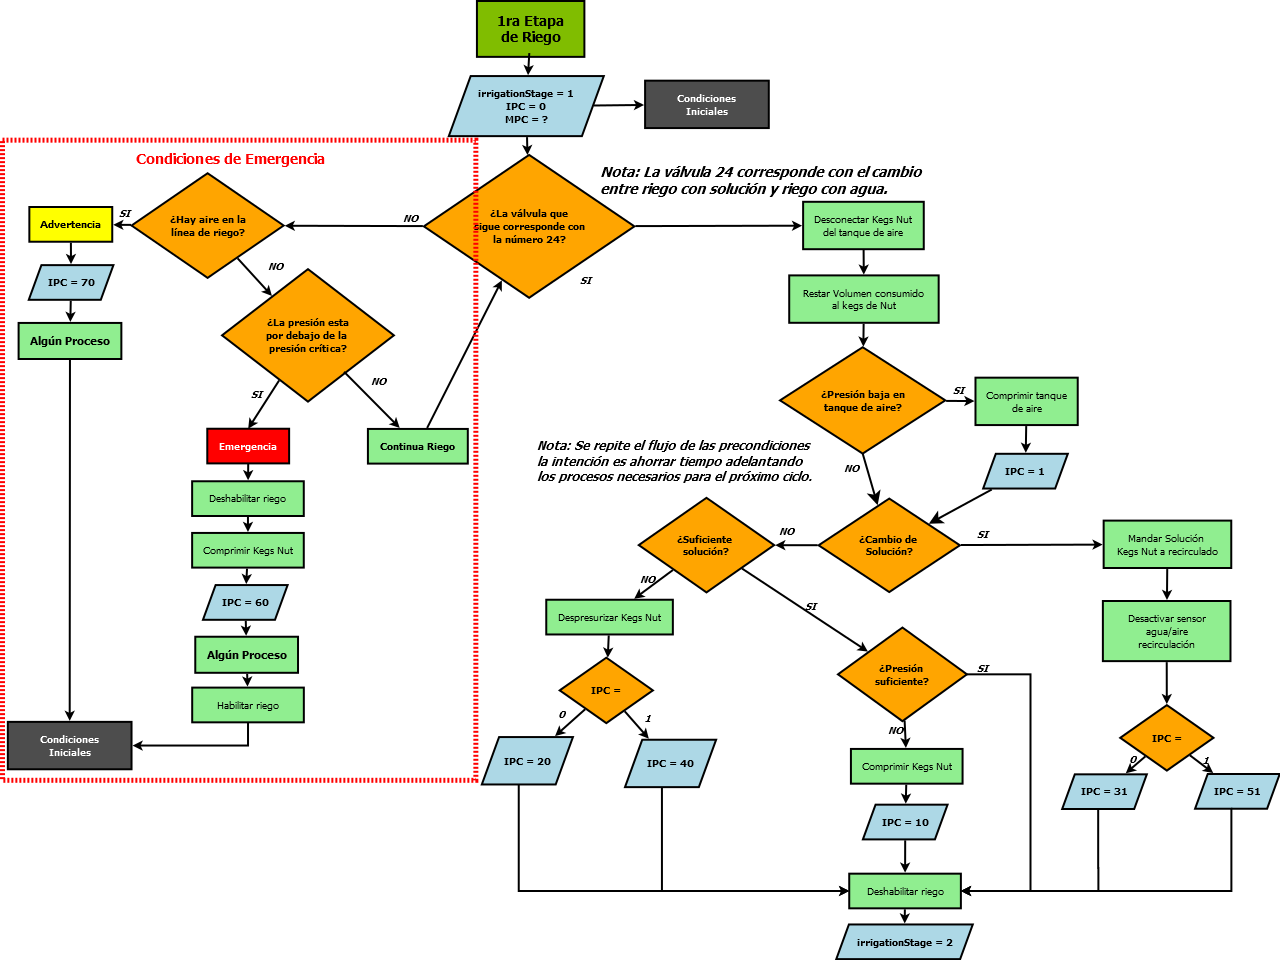 1ra Etapa
de Riego
irrigationStage = 1
IPC = 0
MPC = ?
Condiciones
Iniciales
Condiciones de Emergencia
Nota: La válvula 24 corresponde con el cambio
entre riego con solución y riego con agua.
¿La válvula que
sigue corresponde con
la número 24?
NO
SI
¿Hay aire en la
línea de riego?
SI
NO
Advertencia
IPC = 70
Algún Proceso
¿La presión esta
por debajo de la
presión crítica?
SI
NO
Emergencia
Continua Riego
Deshabilitar riego
Comprimir Kegs Nut
IPC = 60
Algún Proceso
Habilitar riego
Condiciones
Iniciales
Desconectar Kegs Nut
del tanque de aire
Restar Volumen consumido
al kegs de Nut
¿Presión baja en
tanque de aire?
SI
NO
Comprimir tanque
de aire
IPC = 1
Nota: Se repite el flujo de las precondiciones
la intención es ahorrar tiempo adelantando
los procesos necesarios para el próximo ciclo.
¿Cambio de
Solución?
NO
SI
¿Suficiente
solución?
NO
SI
Despresurizar Kegs Nut
IPC =
0
1
IPC = 20
IPC = 40
¿Presión
suficiente?
SI
NO
Comprimir Kegs Nut
IPC = 10
Mandar Solución
Kegs Nut a recirculado
Desactivar sensor
agua/aire
recirculación
IPC =
0
1
IPC = 31
IPC = 51
Deshabilitar riego
irrigationStage = 2